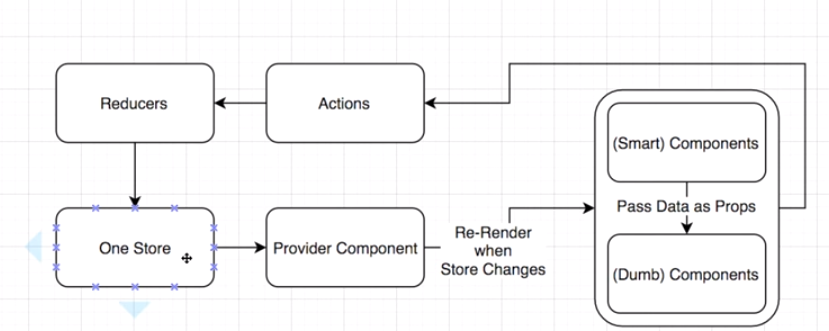 Reducers
Actions
(Smart) Components
Pass Data as Props
One Store
Provider Component
Re-Render
when
Store Changes
(Dumb) Components